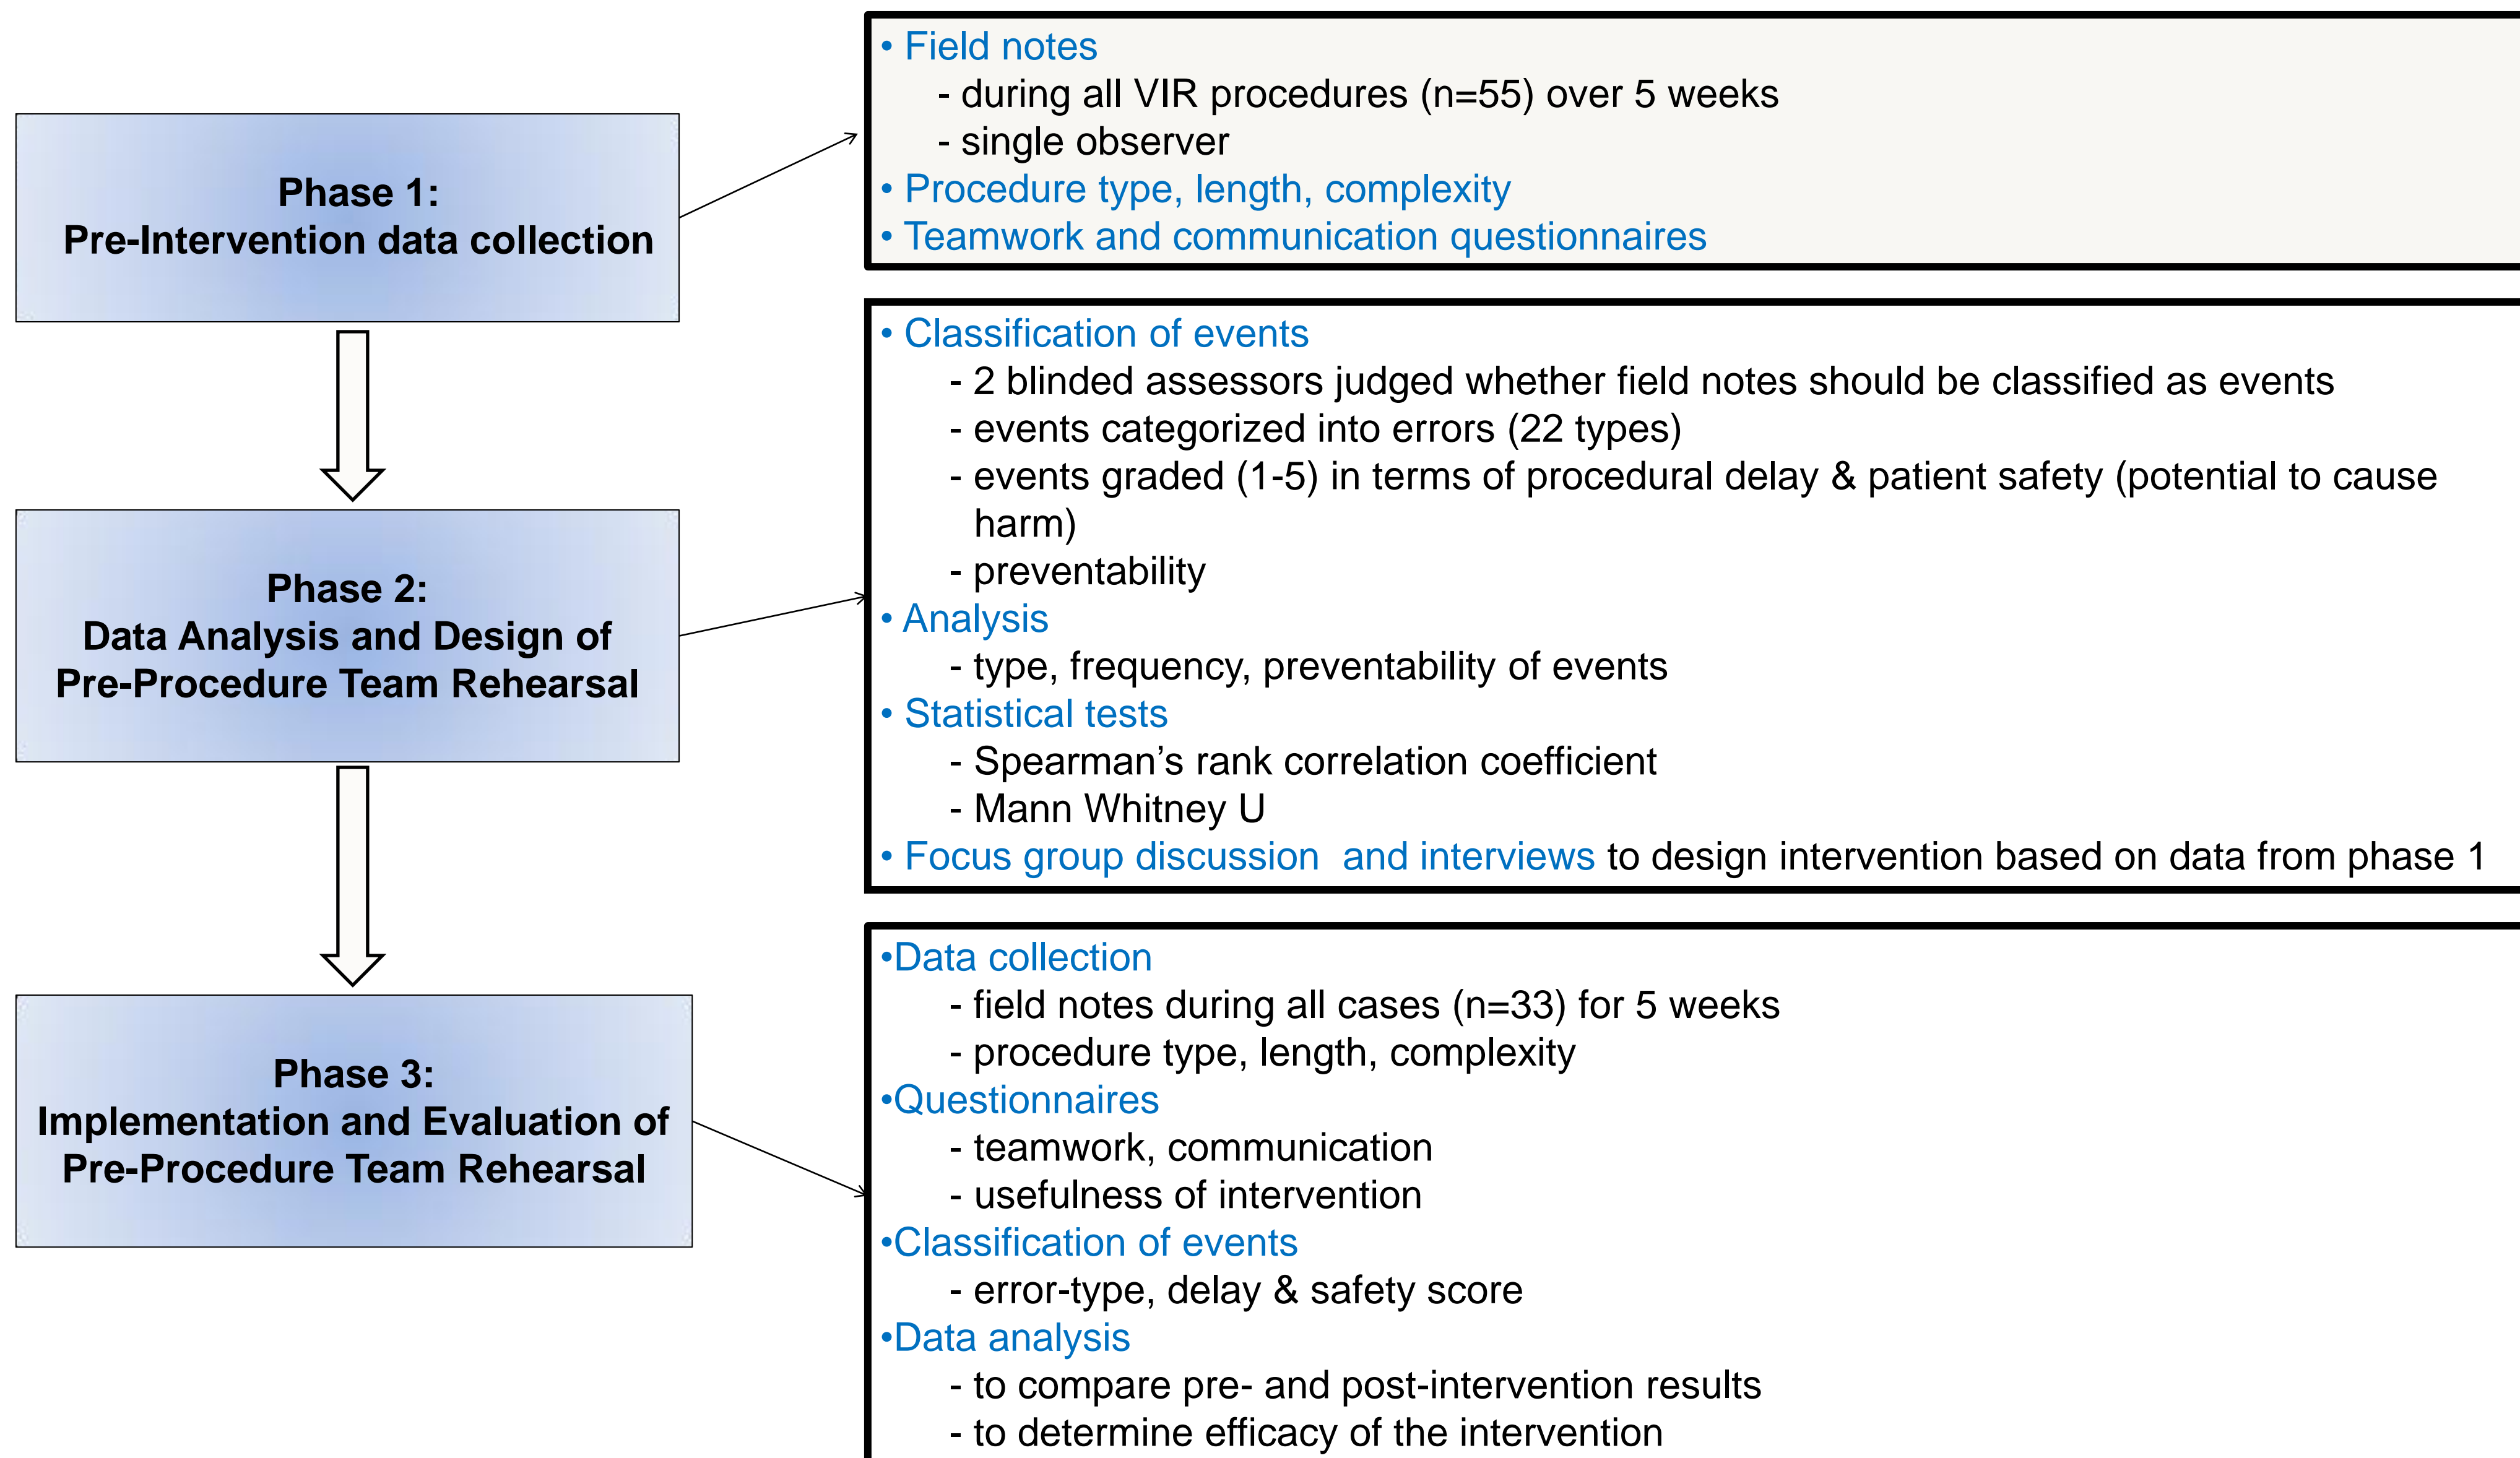 Phase 1:
Pre-Intervention data collection
• Field notes
- during all VIR procedures (n=55) over 5 weeks
- single observer
• Procedure type, length, complexity
• Teamwork and communication questionnaires
Phase 2:
Data Analysis and Design of
Pre-Procedure Team Rehearsal
• Classification of events
- 2 blinded assessors judged whether field notes should be classified as events
- events categorized into errors (22 types)
- events graded (1-5) in terms of procedural delay & patient safety (potential to cause
harm)
- preventability
• Analysis
- type, frequency, preventability of events
• Statistical tests
- Spearman’s rank correlation coefficient
- Mann Whitney U
• Focus group discussion  and interviews to design intervention based on data from phase 1
Phase 3:
Implementation and Evaluation of
Pre-Procedure Team Rehearsal
•Data collection
- field notes during all cases (n=33) for 5 weeks
- procedure type, length, complexity
•Questionnaires
- teamwork, communication
- usefulness of intervention
•Classification of events
- error-type, delay & safety score
•Data analysis
- to compare pre- and post-intervention results
- to determine efficacy of the intervention